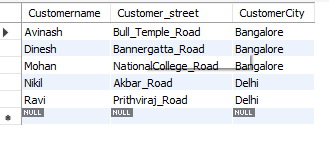 Customername Customer_street CustomerCity
Avinash Bull_Temple_Road Bangalore
Dinesh Bannergatta_Road Bangalore
Mohan NationalCollege_Road Bangalore
Nikil Akbar_Road Delhi
Ravi Prithviraj_Road Delhi
NULL NULL NULL